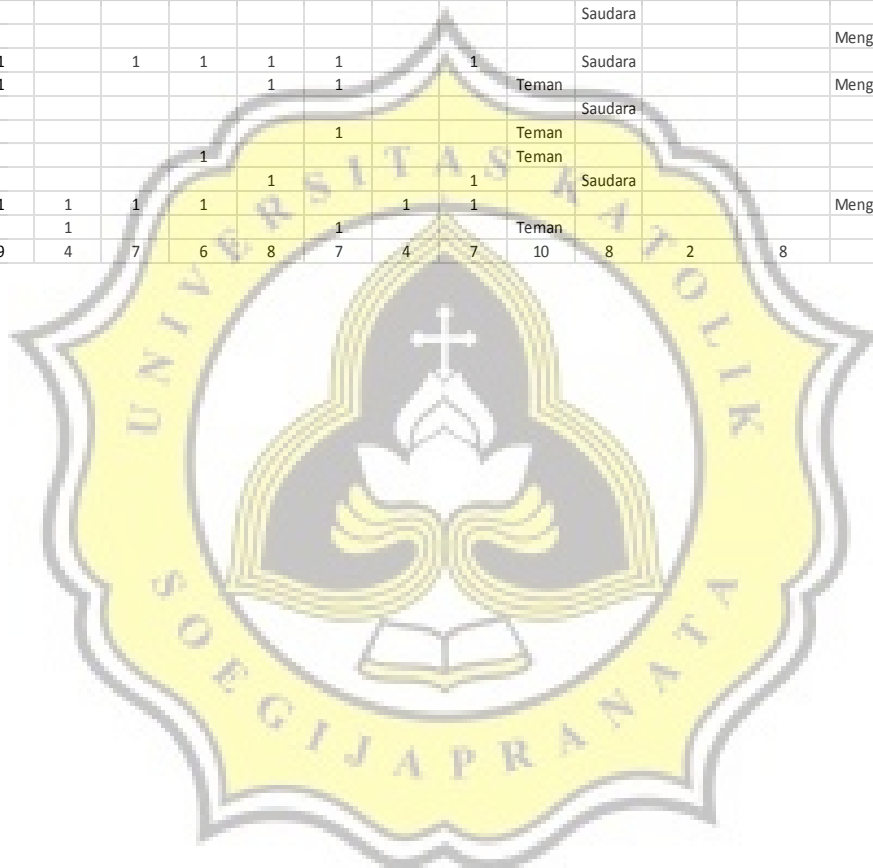 Saudara
Meng
1 1 1 1 1 1 Saudara
1 1 1 Teman Meng
Saudara
1 Teman
1 Teman
1 1 Saudara
1 1 1 1 1 1 Meng
1 1 Teman
9 4 7 6 8 7 4 7 10 8 2 8
UNIVERSITAS KATOLIK
SOEGIJAPRANATA